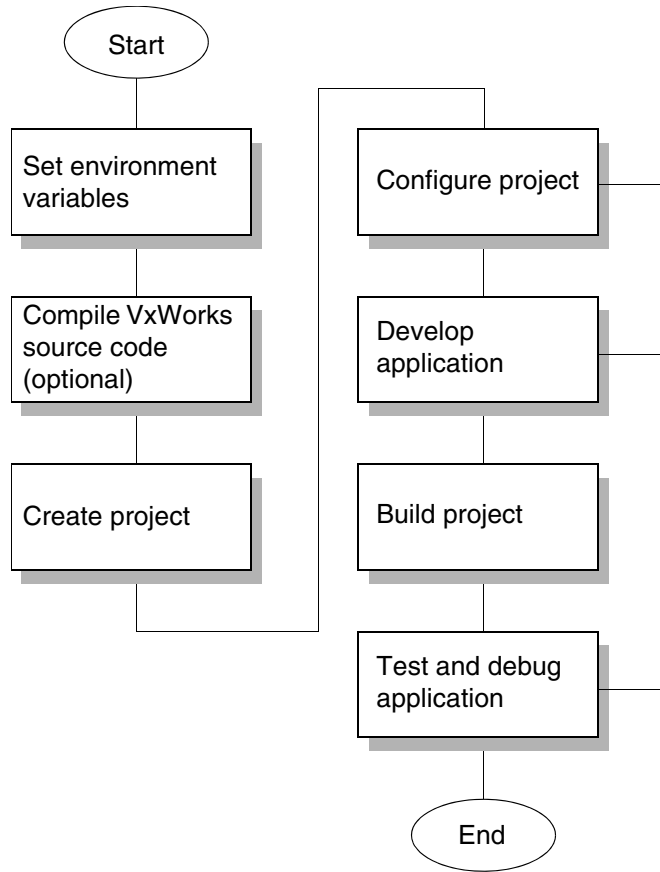 Start
Set environment
variables
Compile VxWorks
source code
(optional)
Create project
Configure project
Develop
application
Build project
Test and debug
application
End